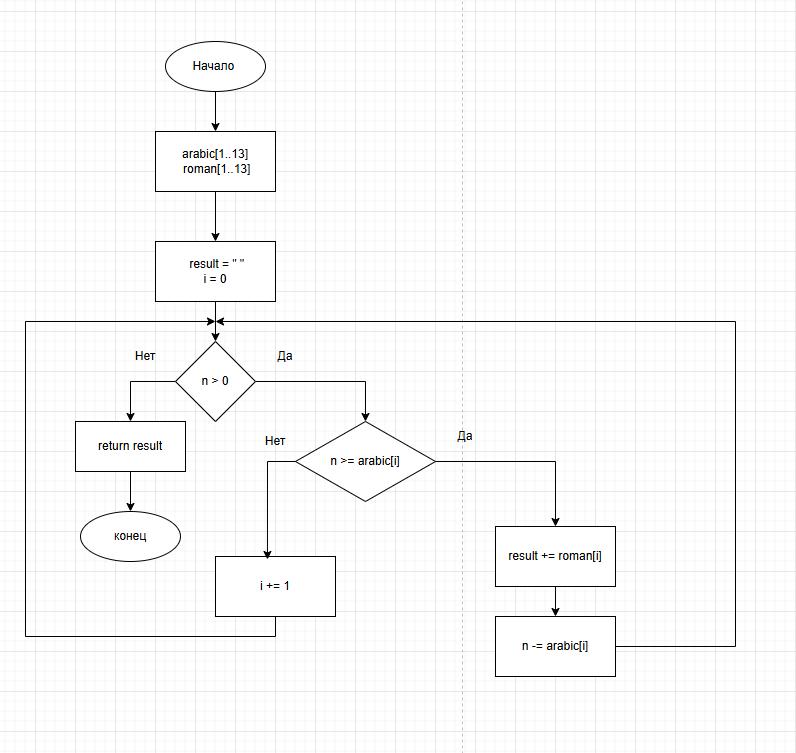 Начало
arabic[1..13]
roman[1..13]
result = " "
i = 0
Нет
Да
n > 0
return result
Нет
Да
n >= arabic[i]
конец
result += roman[i]
i += 1
n -= arabic[i]